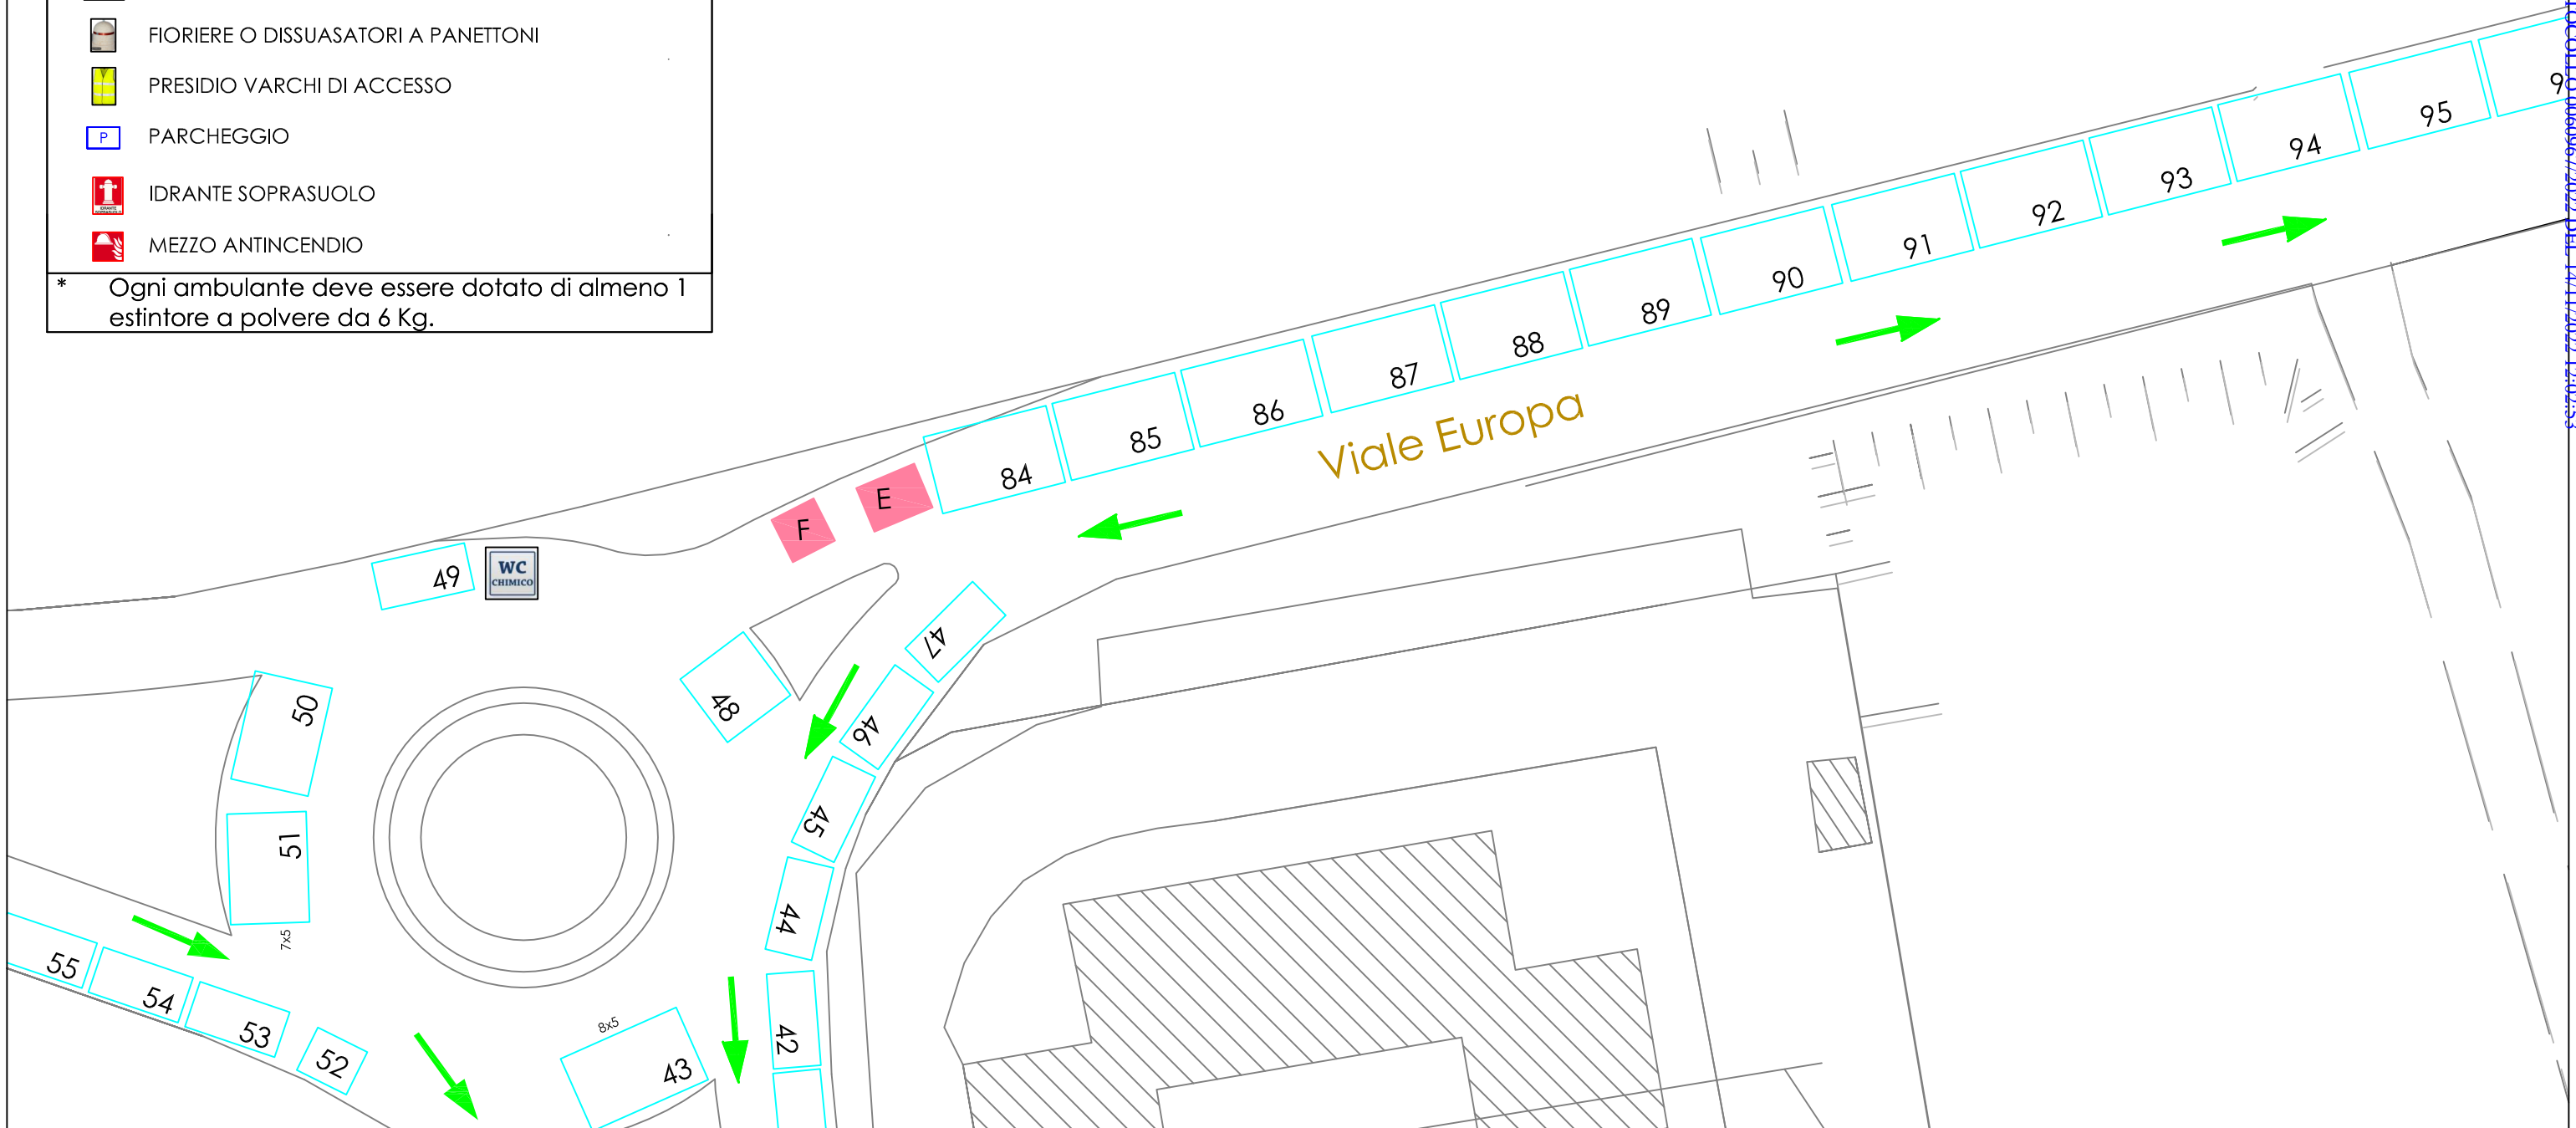 FIORIERE O DISSUASATORI A PANETTONI
PRESIDIO VARCHI DI ACCESSO
P
PARCHEGGIO
IDRANTE SOPRASUOLO
MEZZO ANTINCENDIO
* Ogni ambulante deve essere dotato di almeno 1
estintore a polvere da 6 Kg.
95
94
93
92
91
90
89
88
87
86
85
84
Viale Europa
E
F
WC
CHIMICO
49
47
48
46
50
45
51
44
7x5
55
54
53
52
42
8x5
43